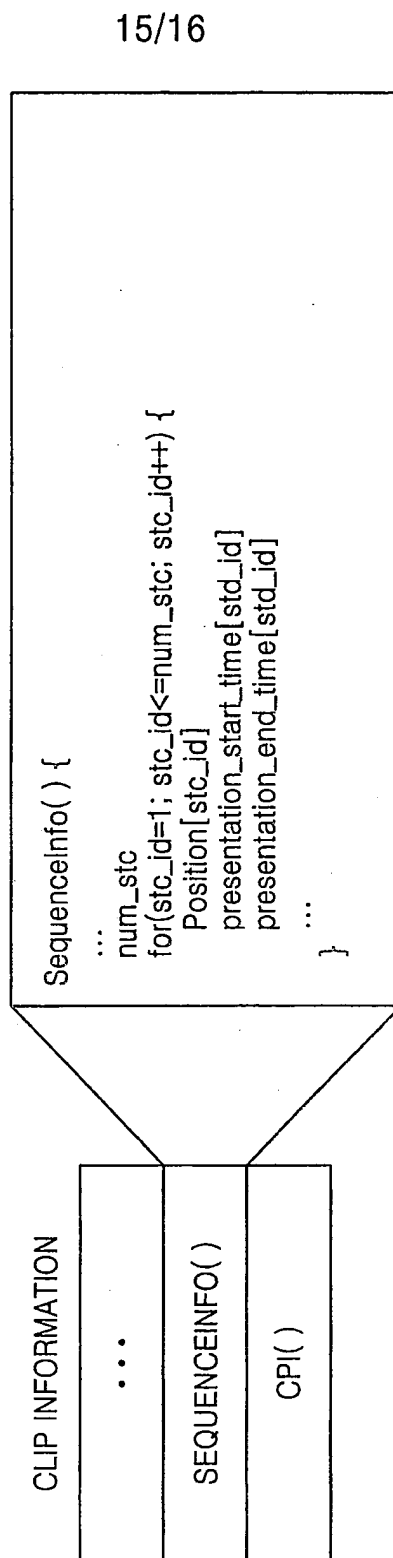 15/16
CLIP INFORMATION
...
SEQUENCEINFO( )
CPI( )
SequenceInfo( ) {
...
num_stc
for(stc_id=1; stc_id<=num_stc; stc_id++) {
Position[stc_id]
presentation_start_time[std_id]
presentation_end_time[std_id]
...
}